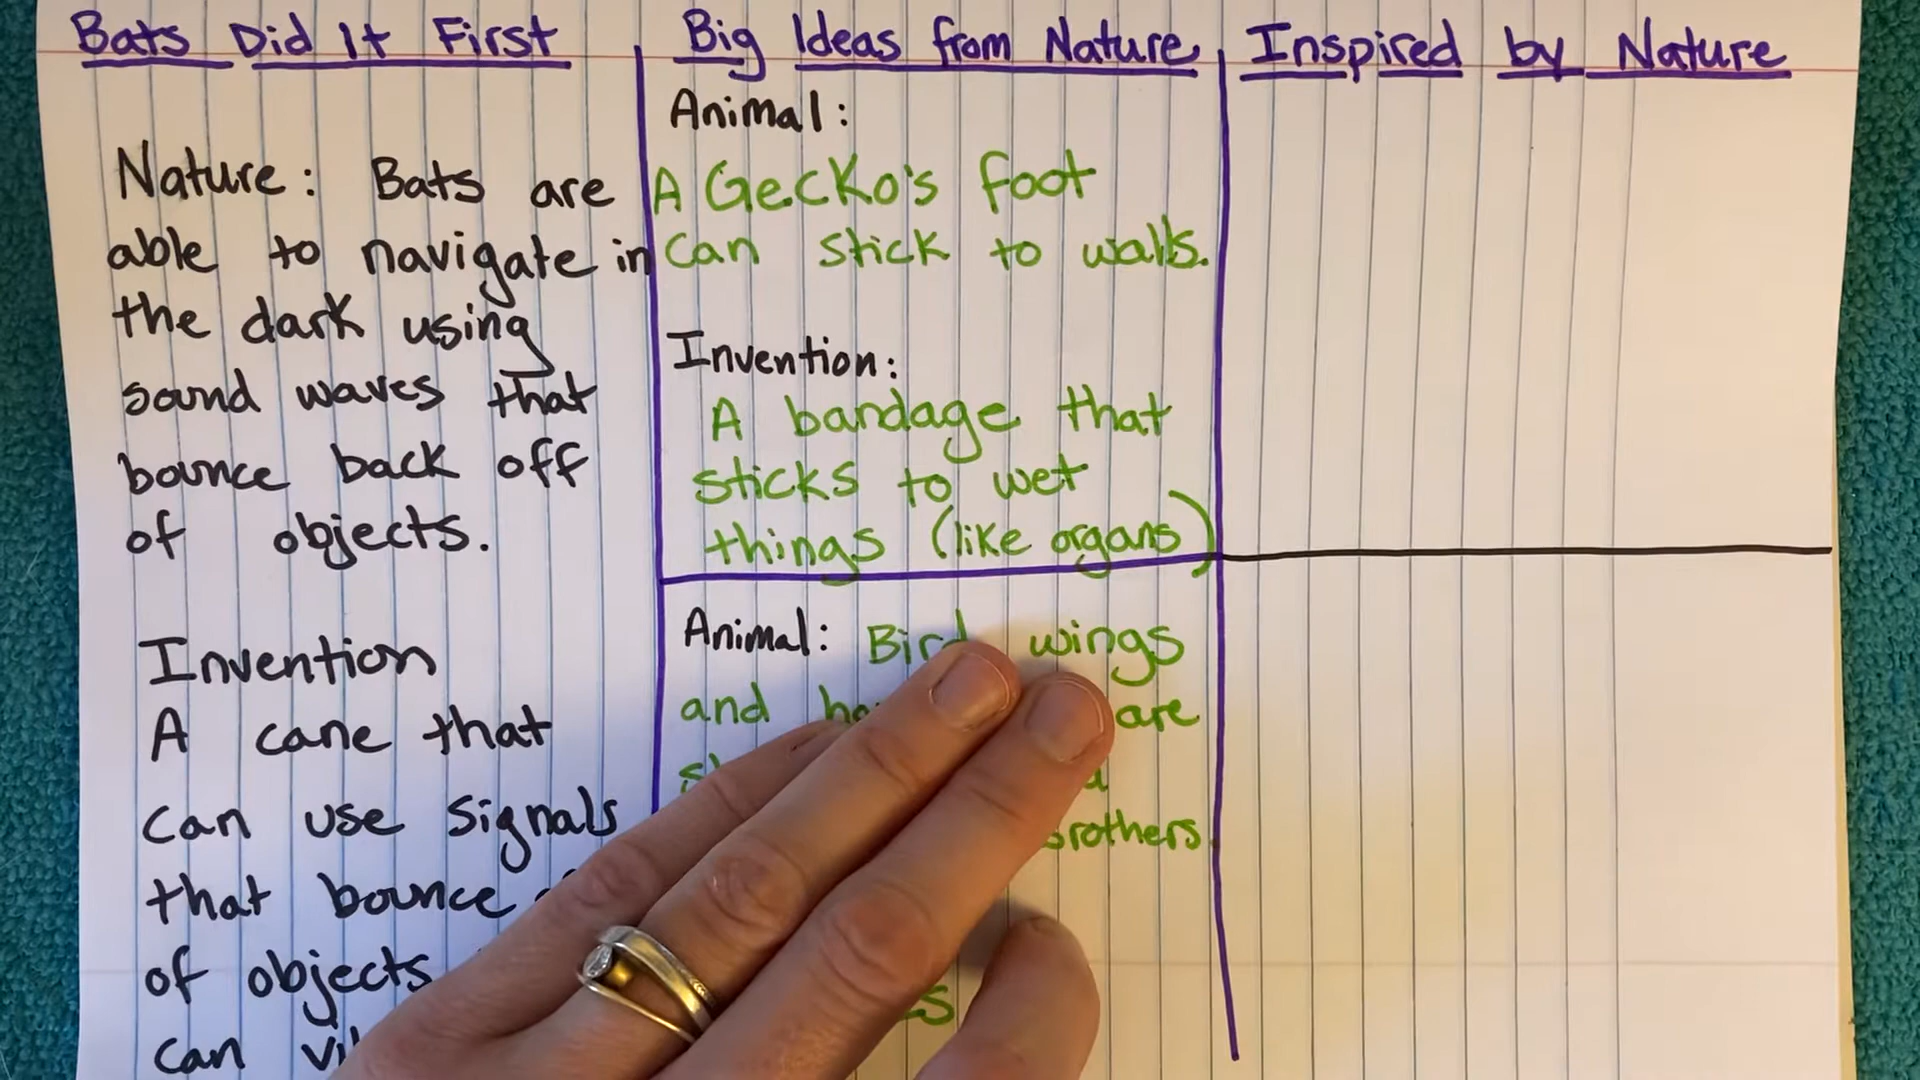 Bats Did It First
Nature: Bats are
able to navigate in
the dark using
sound waves that
bounce back off
of objects.
Invention
A cane that
can use signals
that bounce
of objects
can
Big Ideas from Nature
Animal:
A Gecko's foot
can stick to walls.
Invention:
A bandage that
sticks to wet
things (like organs)
Animal: Bird wings
and are
Inspired by Nature